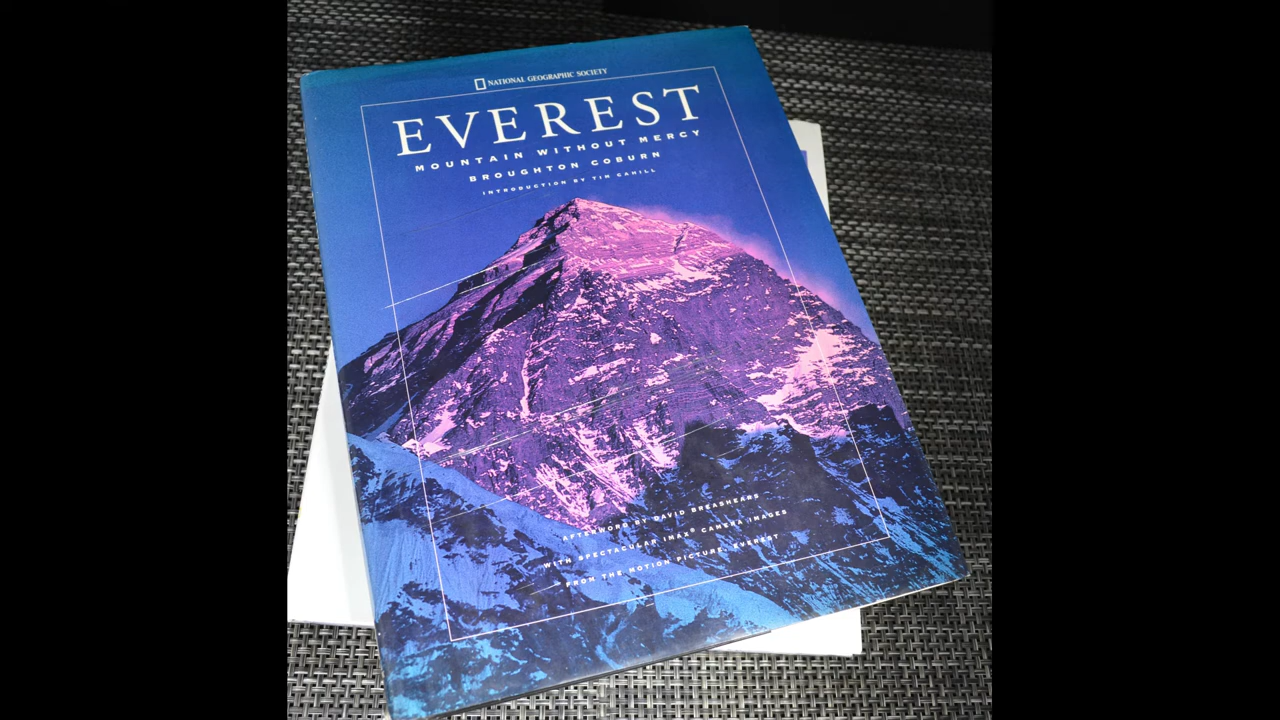 NATIONAL GEOGRAPHIC SOCIETY
EVEREST
MOUNTAIN WITHOUT MERCY
BROUGHTON COBURN
INTRODUCTION BY TIM CAHILL
AFTERWORD BY DAVID BREASHEARS
WITH SPECTACULAR IMAX CAMERA IMAGES
FROM THE MOTION PICTURE, EVEREST